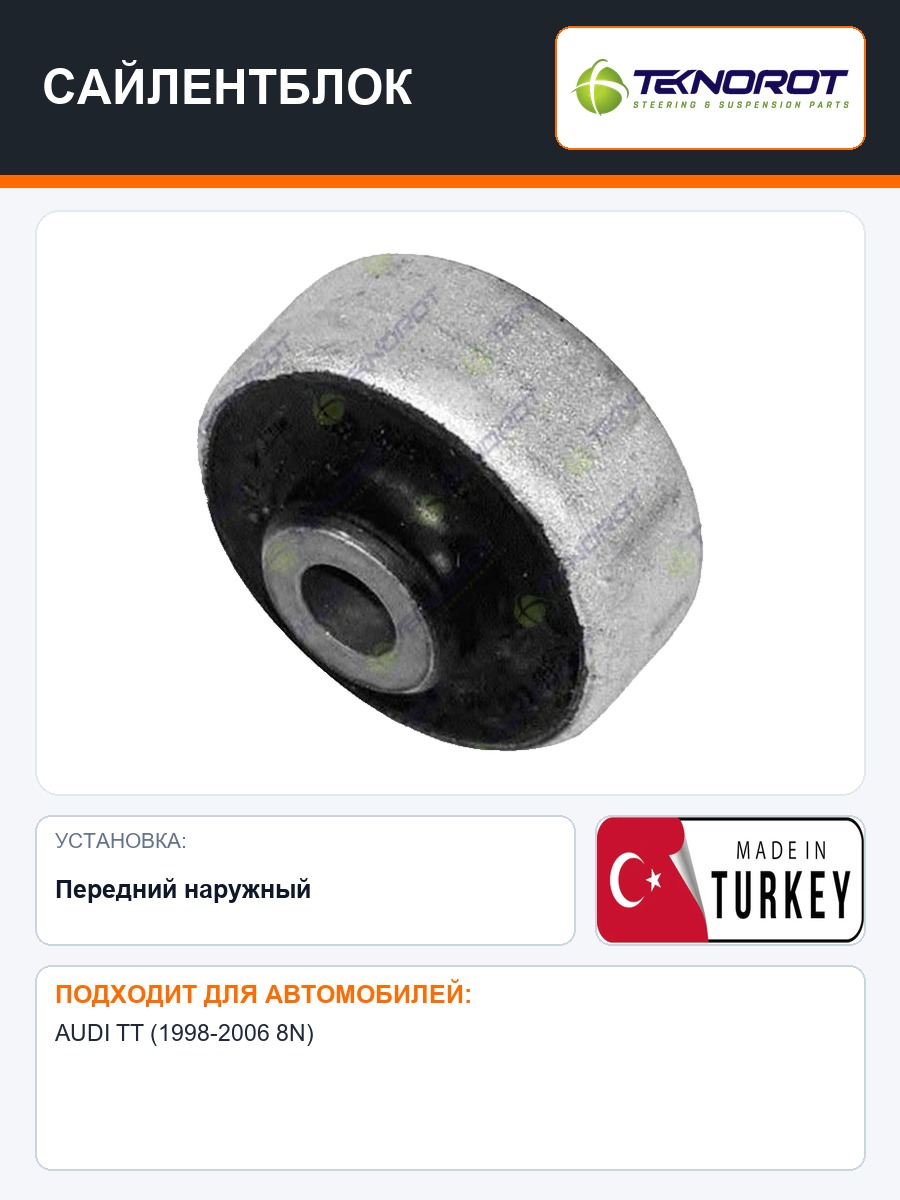 САЙЛЕНТБЛОК
TEKNOROT
STEERING & SUSPENSION PARTS
УСТАНОВКА:
Передний наружный
MADE IN
TURKEY
ПОДХОДИТ ДЛЯ АВТОМОБИЛЕЙ:
AUDI TT (1998-2006 8N)